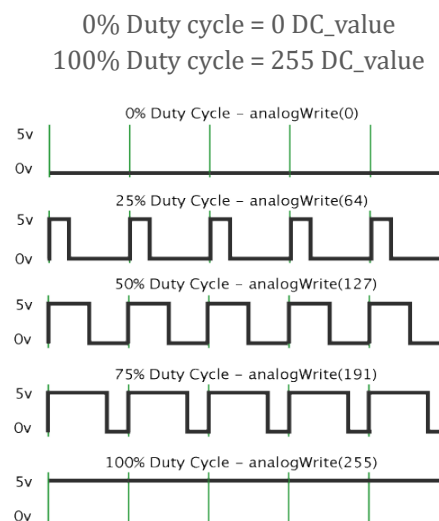 0% Duty cycle = 0 DC_value
100% Duty cycle = 255 DC_value
0% Duty Cycle – analogWrite(0)
5v
0v
25% Duty Cycle – analogWrite(64)
5v
0v
50% Duty Cycle – analogWrite(127)
5v
0v
75% Duty Cycle – analogWrite(191)
5v
0v
100% Duty Cycle – analogWrite(255)
5v
0v